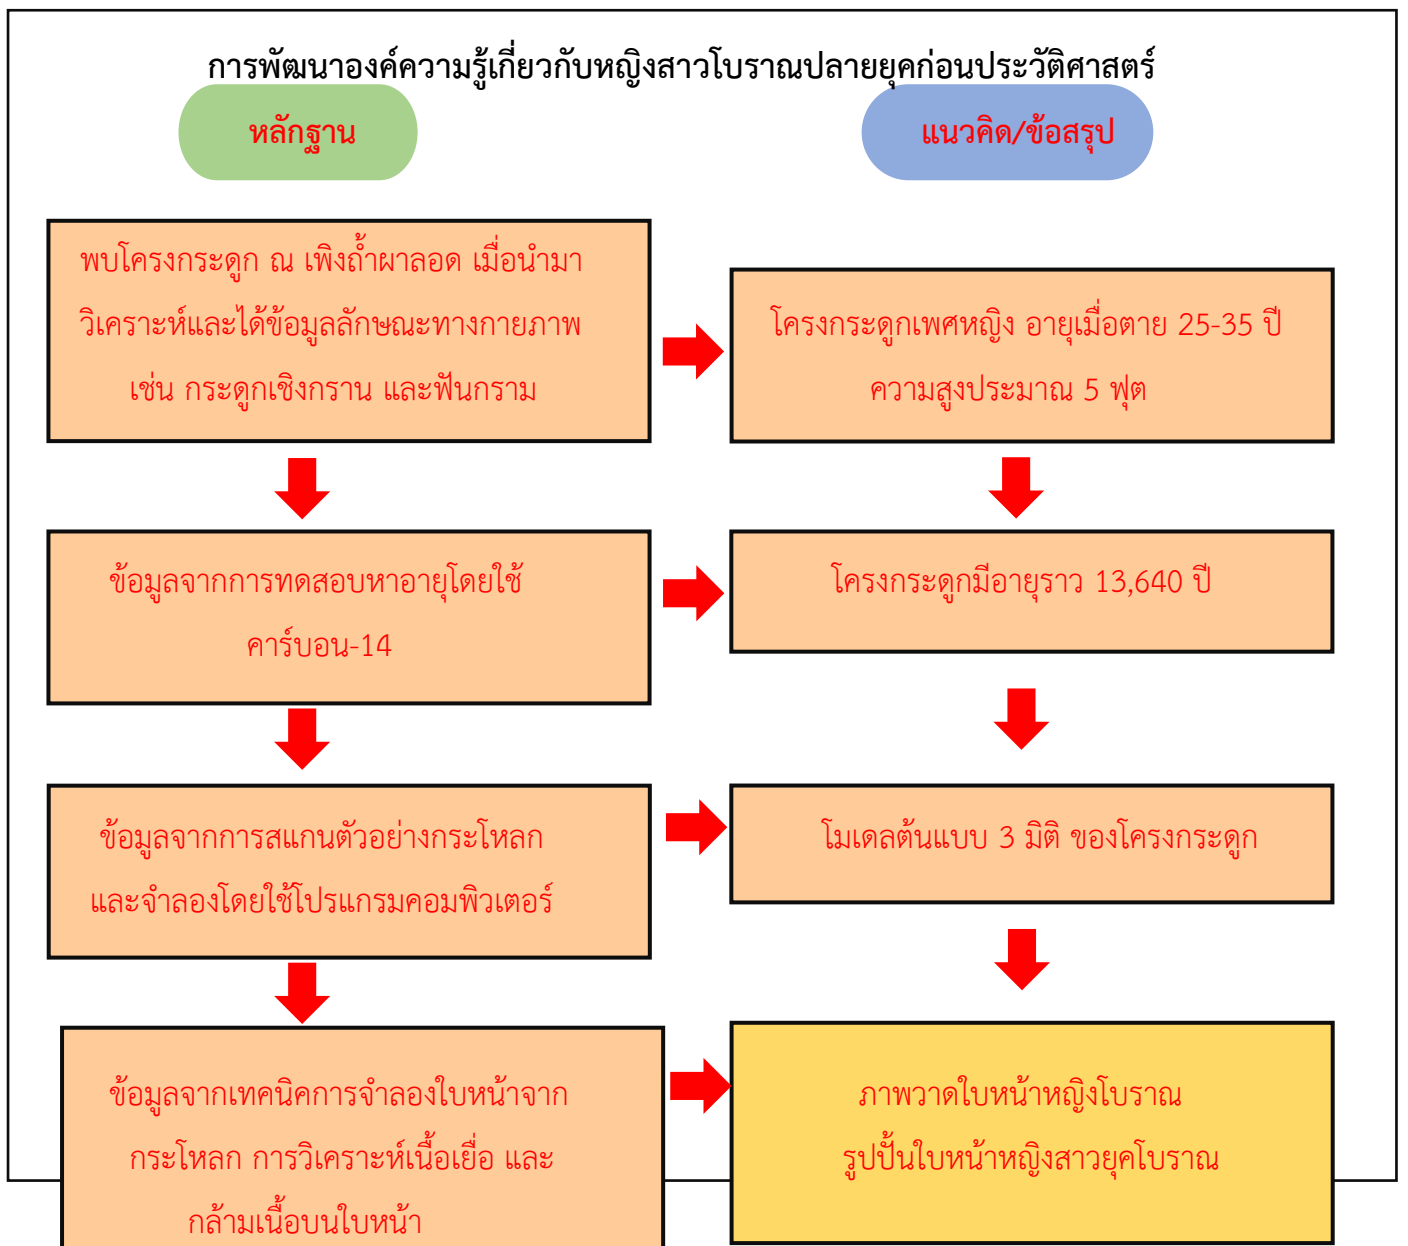 การพัฒนาองค์ความรู้เกี่ยวกับหญิงสาวโบราณปลายยุคก่อนประวัติศาสตร์
หลักฐาน
แนวคิด/ข้อสรุป
พบโครงกระดูก ณ เพิงถ้ำผาลอด เมื่อนำมา
วิเคราะห์และได้ข้อมูลลักษณะทางกายภาพ
เช่น กระดูกเชิงกราน และฟันกราม
โครงกระดูกเพศหญิง อายุเมื่อตาย 25-35 ปี
ความสูงประมาณ 5 ฟุต
ข้อมูลจากการทดสอบหาอายุโดยใช้
คาร์บอน-14
โครงกระดูกมีอายุราว 13,640 ปี
ข้อมูลจากการสแกนตัวอย่างกระโหลก
และจำลองโดยใช้โปรแกรมคอมพิวเตอร์
โมเดลต้นแบบ 3 มิติ ของโครงกระดูก
ข้อมูลจากเทคนิคการจำลองใบหน้าจาก
กระโหลก การวิเคราะห์เนื้อเยื่อ และ
กล้ามเนื้อบนใบหน้า
ภาพวาดใบหน้าหญิงโบราณ
รูปปั้นใบหน้าหญิงสาวยุคโบราณ